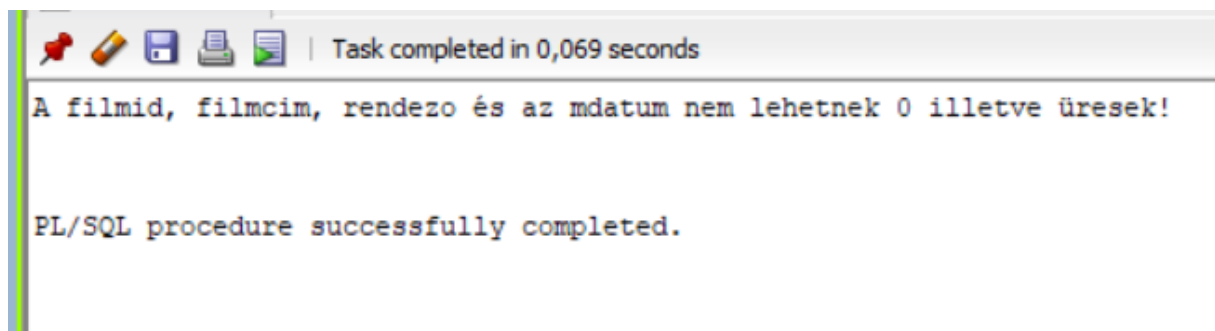 Task completed in 0,069 seconds
A filmid, filmcim, rendezo és az mdatum nem lehetnek 0 illetve üresek!
PL/SQL procedure successfully completed.